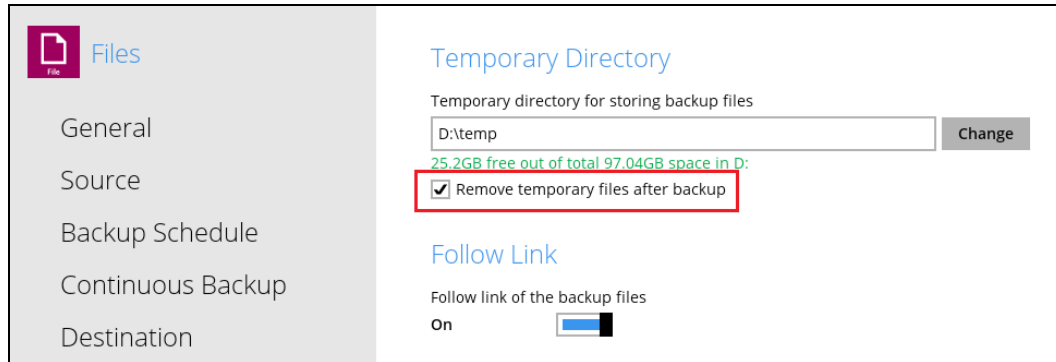 File
Files
General
Source
Backup Schedule
Continuous Backup
Destination
Temporary Directory
Temporary directory for storing backup files
D:\temp
Change
25.2GB free out of total 97.04GB space in D:
Remove temporary files after backup
Follow Link
Follow link of the backup files
On